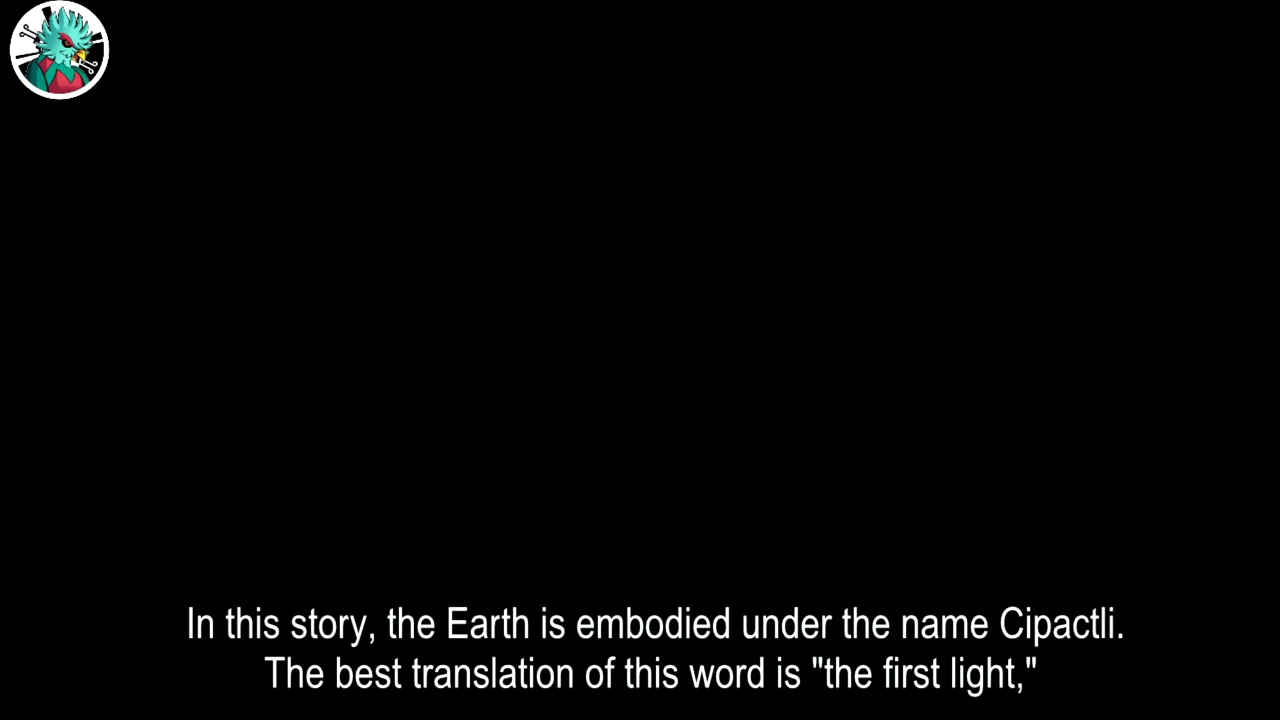 In this story, the Earth is embodied under the name Cipactli.
The best translation of this word is "the first light,"